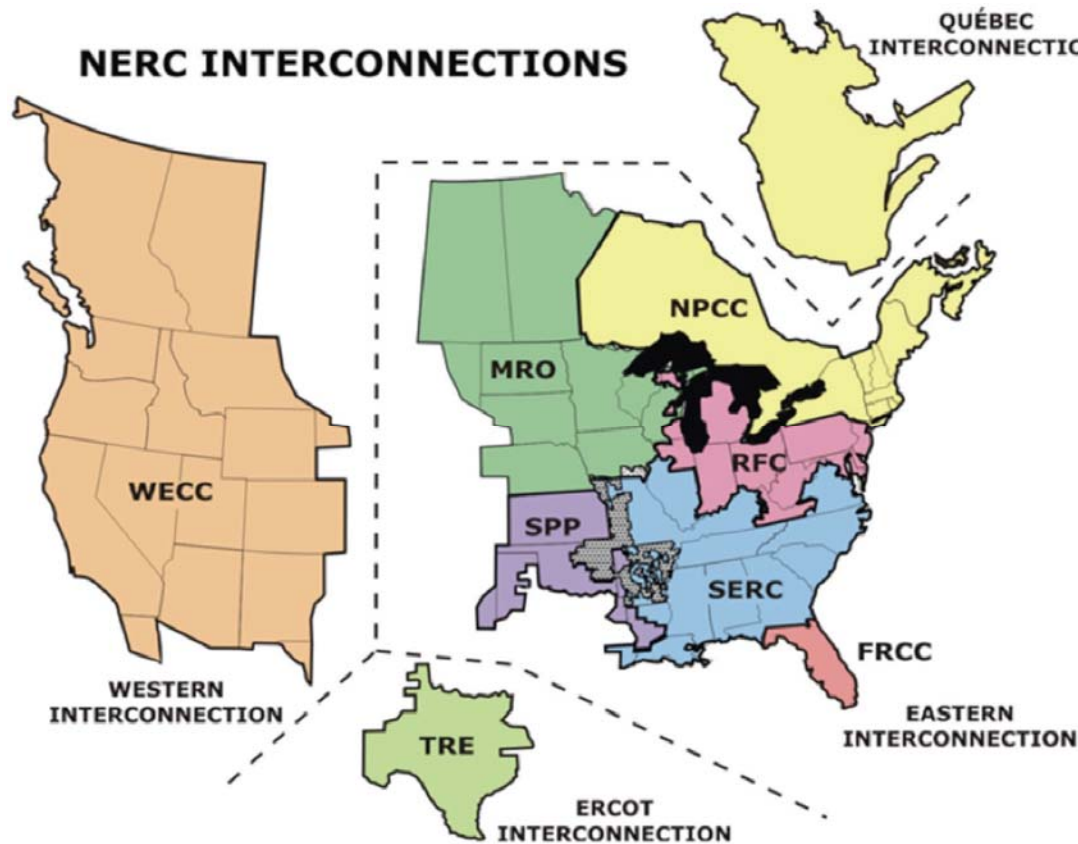 NERC INTERCONNECTIONS
QUÉBEC
INTERCONNECTIO
NPCC
MRO
RFC
WECC
SPP
SERC
FRCC
WESTERN
INTERCONNECTION
EASTERN
INTERCONNECTION
TRE
ERCOT
INTERCONNECTION